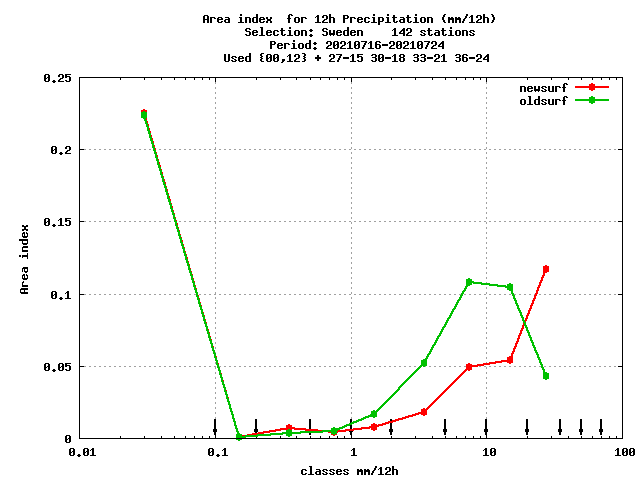 Area index  for 12h Precipitation (mm/12h)
Selection: Sweden    142 stations
Period: 20210716-20210724
Used {00,12} + 27-15 30-18 33-21 36-24
newsurf
oldsurf
0.25
0.2
0.15
0.1
0.05
0
Area index
0.01 0.1 1 10 100
classes mm/12h